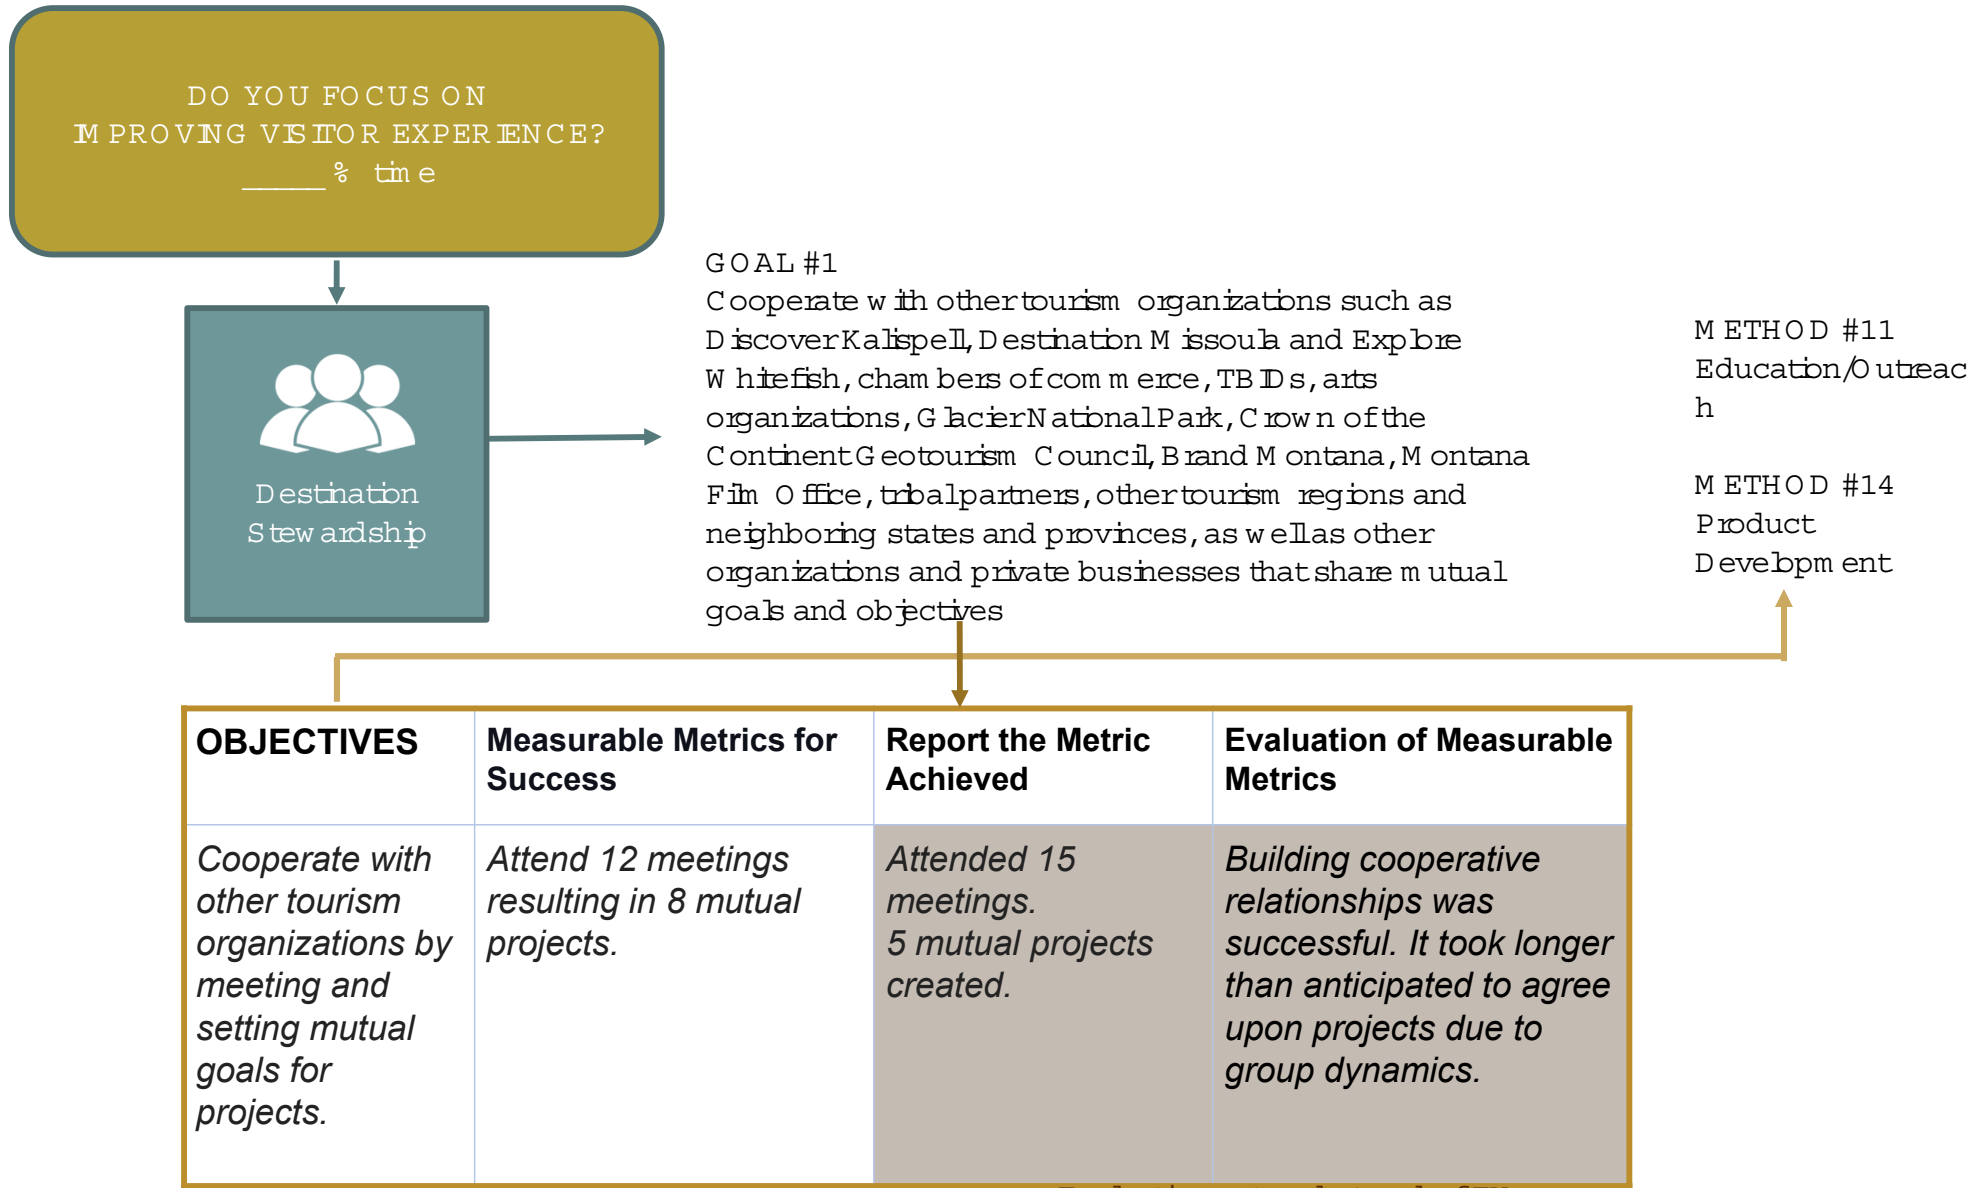 DO YOU FOCUS ON
IMPROVING VISITOR EXPERIENCE?
_____% time
Destination
Stewardship
GOAL #1
Cooperate with other tourism organizations such as
Discover Kalispell, Destination Missoula and Explore
Whitefish, chambers of commerce, TBIDs, arts
organizations, Glacier National Park, Crown of the
Continent Geotourism Council, Brand Montana, Montana
Film Office, tribal partners, other tourism regions and
neighboring states and provinces, as well as other
organizations and private businesses that share mutual
goals and objectives
METHOD #11
Education/Outreac
h
METHOD #14
Product
Development
OBJECTIVES
Measurable Metrics for
Success
Report the Metric
Achieved
Evaluation of Measurable
Metrics
Cooperate with
other tourism
organizations by
meeting and
setting mutual
goals for
projects.
Attend 12 meetings
resulting in 8 mutual
projects.
Attended 15
meetings.
5 mutual projects
created.
Building cooperative
relationships was
successful. It took longer
than anticipated to agree
upon projects due to
group dynamics.